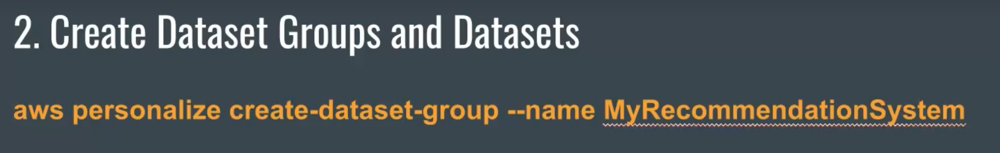 2. Create Dataset Groups and Datasets
aws personalize create-dataset-group --name MyRecommendationSystem